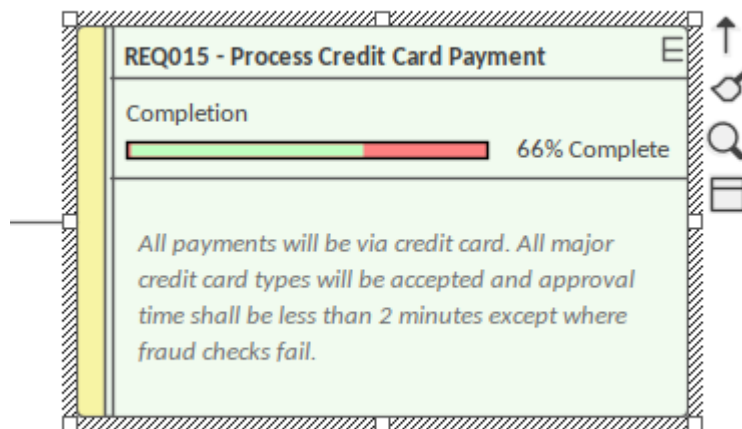 REQ015 - Process Credit Card Payment
Completion
66% Complete
All payments will be via credit card. All major
credit card types will be accepted and approval
time shall be less than 2 minutes except where
fraud checks fail.